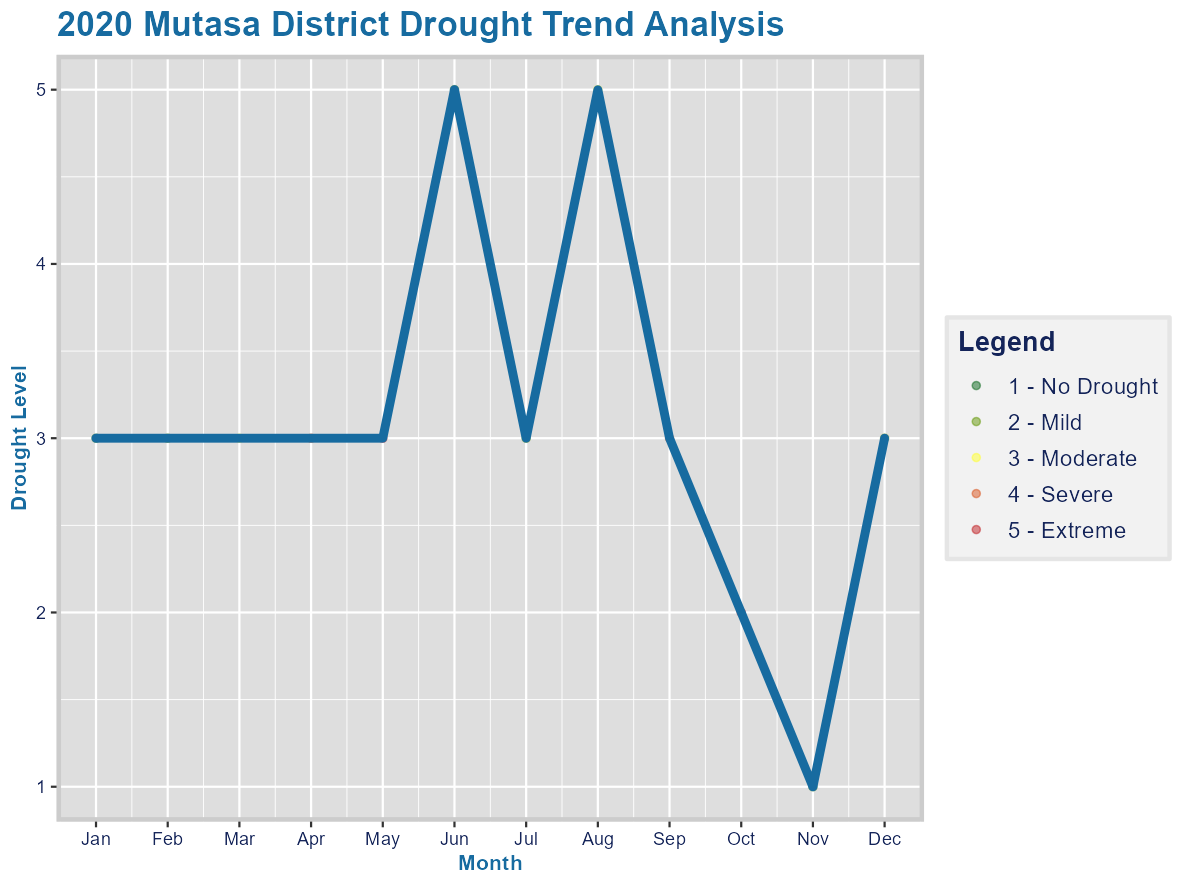 2020 Mutasa District Drought Trend Analysis
Drought Level
5
4
3
2
1
Jan Feb Mar Apr May Jun Jul Aug Sep Oct Nov Dec
Month
Legend
1 - No Drought
2 - Mild
3 - Moderate
4 - Severe
5 - Extreme